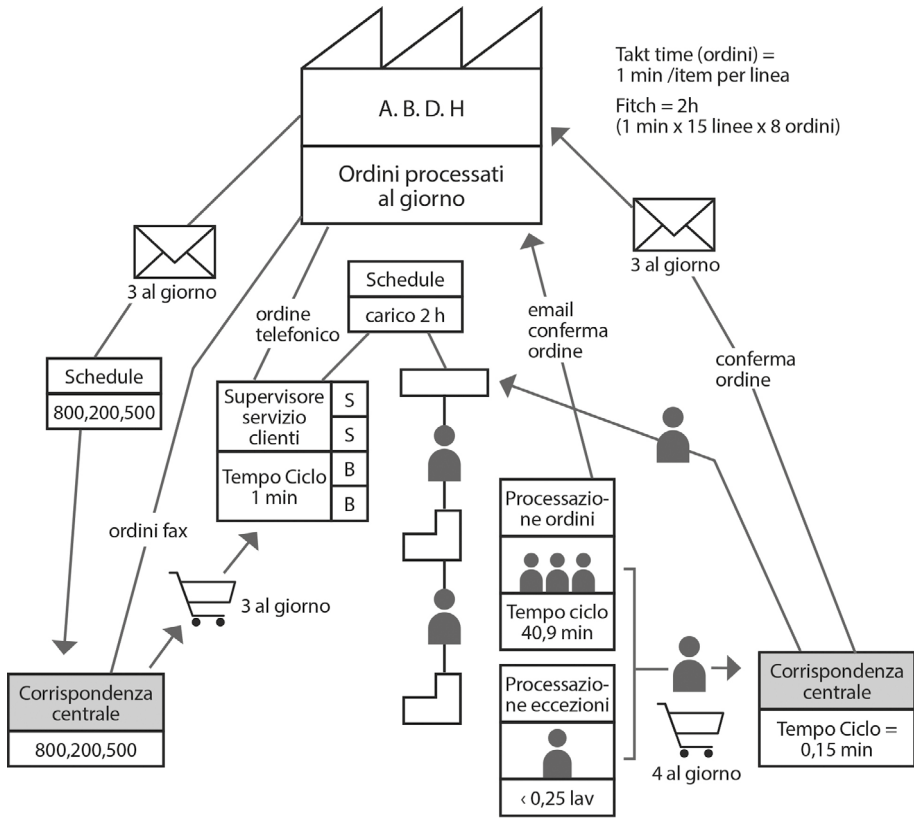 Takt time (ordini) =
1 min /item per linea
Fitch = 2h
(1 min x 15 linee x 8 ordini)
A. B. D. H
Ordini processati
al giorno
3 al giorno
3 al giorno
Schedule
carico 2 h
ordine
telefonico
email
conferma
ordine
conferma
ordine
Schedule
800,200,500
Supervisore
servizio
clienti
S
S
Tempo Ciclo
1 min
B
B
ordini fax
3 al giorno
Processazio-
ne ordini
Tempo ciclo
40,9 min
Processazio-
ne eccezioni
‹ 0,25 lav
4 al giorno
Corrispondenza
centrale
800,200,500
Corrispondenza
centrale
Tempo Ciclo =
0,15 min